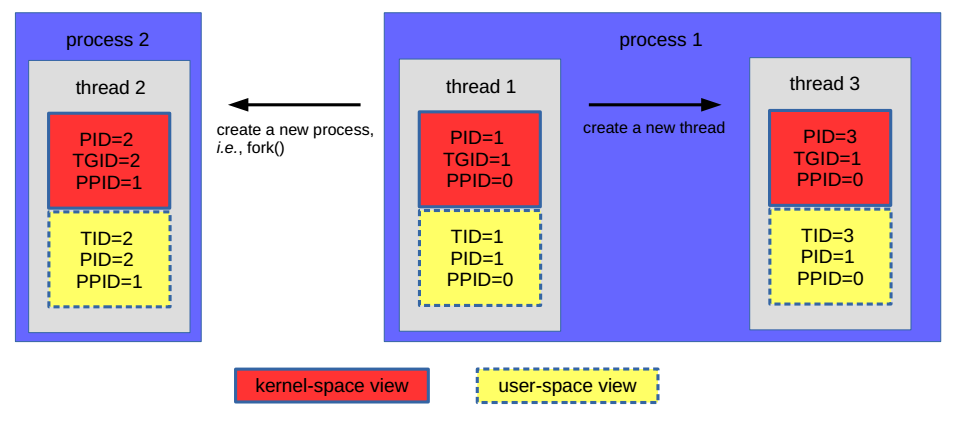 process 2
thread 2
PID=2
TGID=2
PPID=1
TID=2
PID=2
PPID=1
create a new process,
i.e., fork()
process 1
thread 1
PID=1
TGID=1
PPID=0
TID=1
PID=1
PPID=0
create a new thread
thread 3
PID=3
TGID=1
PPID=0
TID=3
PID=1
PPID=0
kernel-space view
user-space view